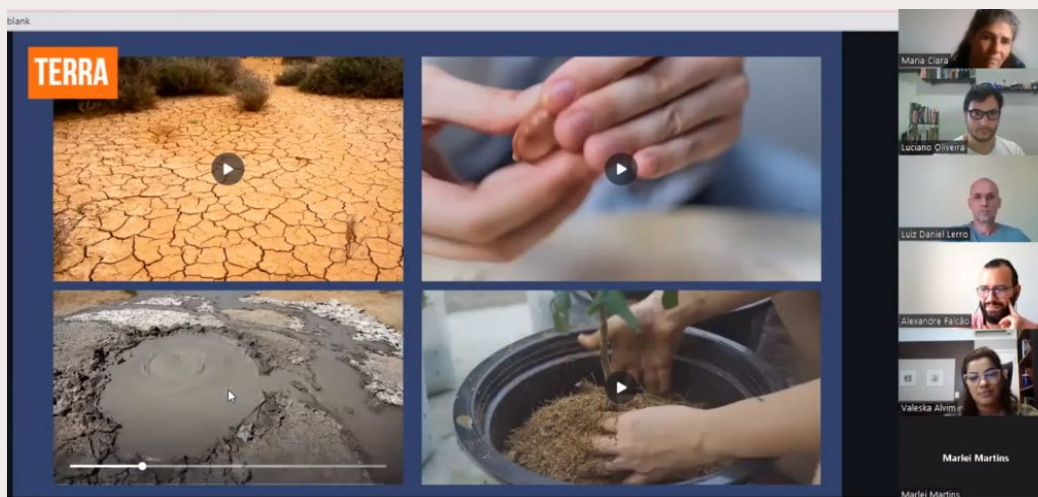 blank
TERRA
Maria Clara
Luciano Oliveira
Luiz Daniel Lerro
Alexandre Falcão
Valeska Alvim
Marlei Martins
Marlei Martins